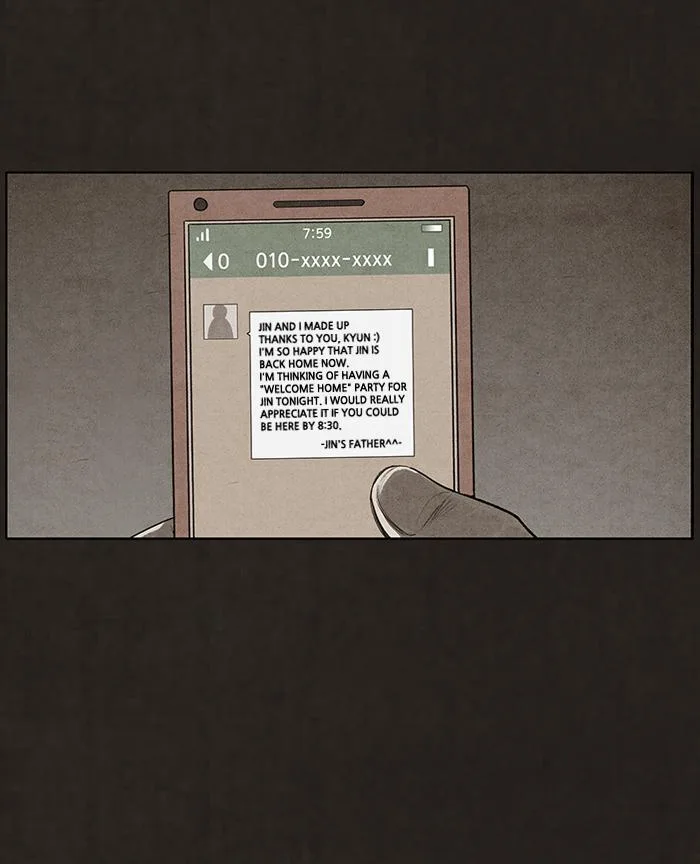 7:59
0 010-xxxx-xxxx
JIN AND I MADE UP
THANKS TO YOU, KYUN :)
I'M SO HAPPY THAT JIN IS
BACK HOME NOW.
I'M THINKING OF HAVING A
"WELCOME HOME" PARTY FOR
JIN TONIGHT. I WOULD REALLY
APPRECIATE IT IF YOU COULD
BE HERE BY 8:30.
-JIN'S FATHER^^-